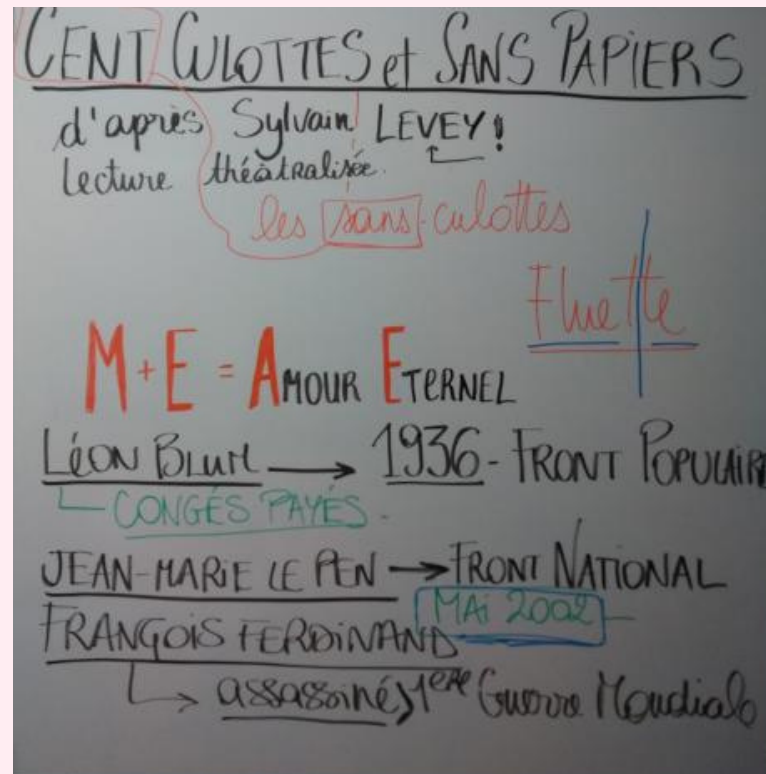 CENT CULOTTES et SANS PAPIERS
d'après Sylvain LEVEY !
lecture théâtralisée.
les sans-culottes
Fluette
M + E = AMOUR ETERNEL
LÉON BLUM → 1936 - FRONT POPULAIRE
CONGÉS PAYÉS.
JEAN-MARIE LE PEN → FRONT NATIONAL
MAI 2002
FRANÇOIS FERDINAND
→ assassiné, 1ère Guerre Mondiale